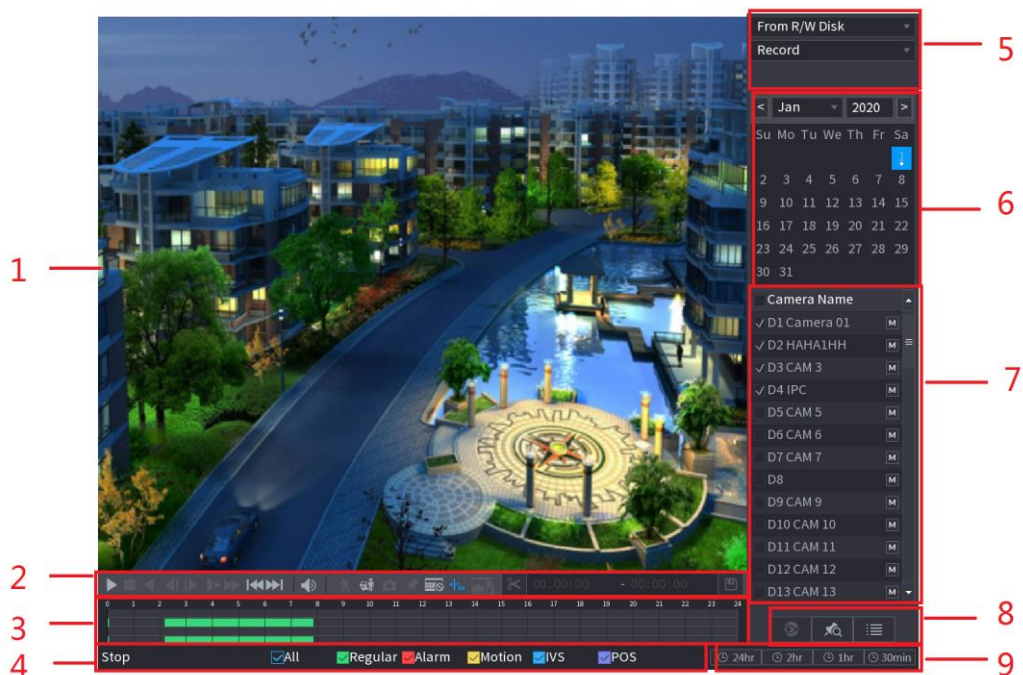 From R/W Disk
Record
5
< Jan 2020 >
Su Mo Tu We Th Fr Sa
1
2 3 4 5 6 7 8
9 10 11 12 13 14 15
16 17 18 19 20 21 22
23 24 25 26 27 28 29
30 31
6
1
Camera Name
D1 Camera 01 M
D2 HAHA1HH M
D3 CAM 3 M
D4 IPC M
D5 CAM 5 M
D6 CAM 6 M
D7 CAM 7 M
D8 M
D9 CAM 9 M
D10 CAM 10 M
D11 CAM 11 M
D12 CAM 12 M
D13 CAM 13 M
7
2
00:00:00 - 00:00:00
3
0 1 2 3 4 5 6 7 8 9 10 11 12 13 14 15 16 17 18 19 20 21 22 23 24
8
4
Stop All Regular Alarm Motion IVS POS
24hr 2hr 1hr 30min
9